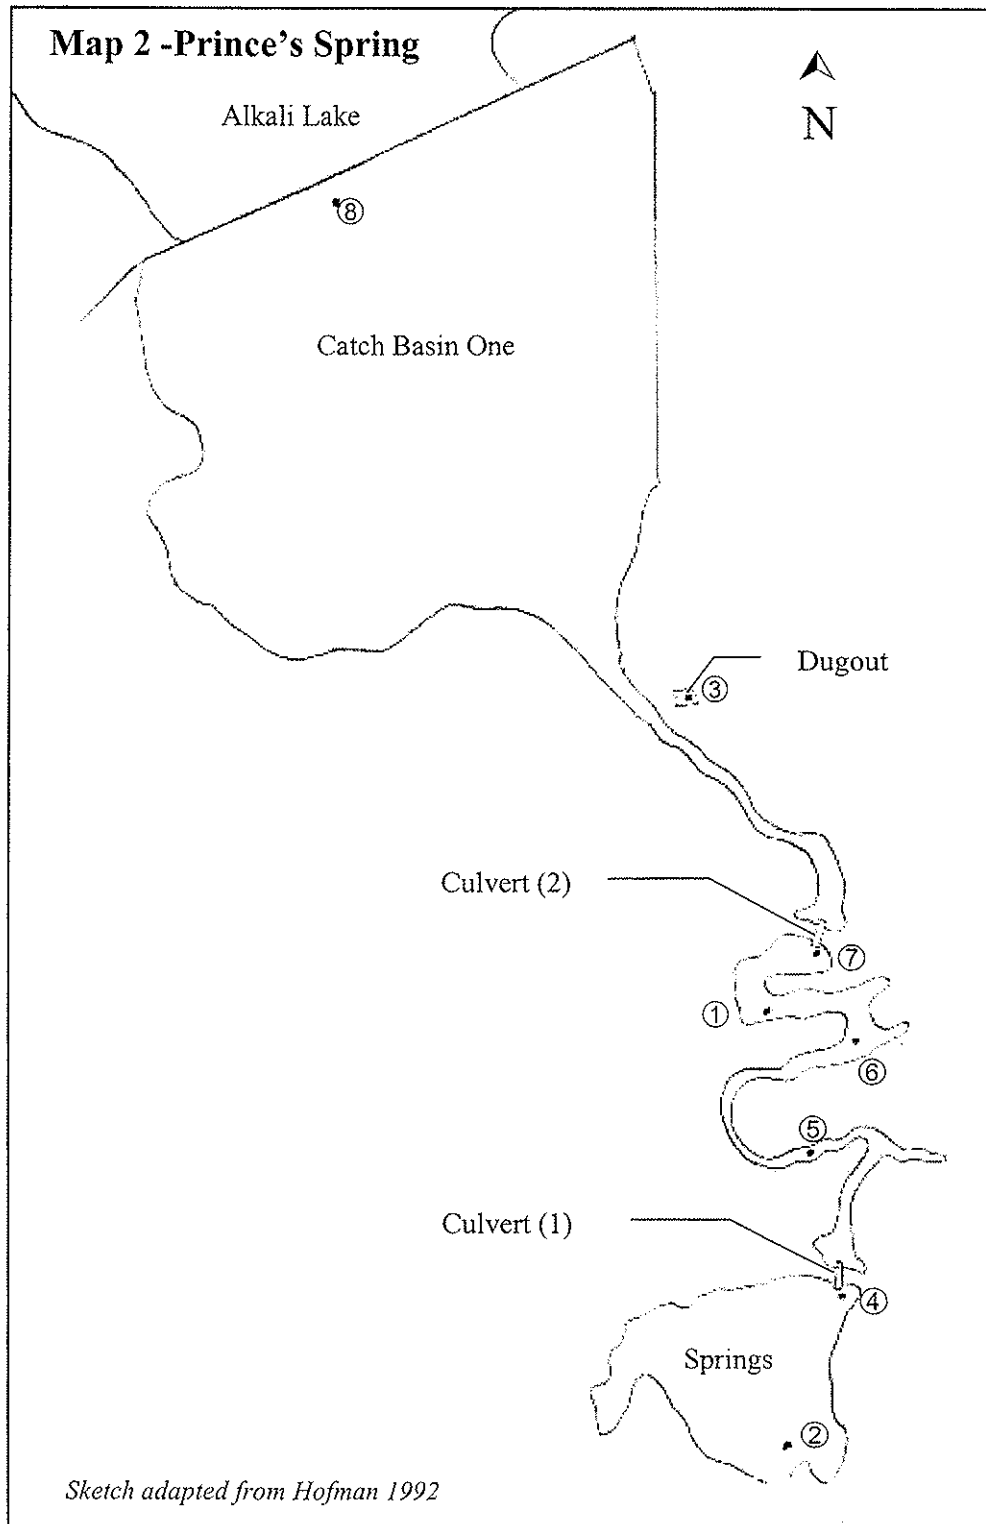 Map 2 -Prince's Spring
Alkali Lake
N
⑧
Catch Basin One
Dugout
③
Culvert (2)
⑦
①
⑥
⑤
Culvert (1)
④
Springs
②
Sketch adapted from Hofman 1992